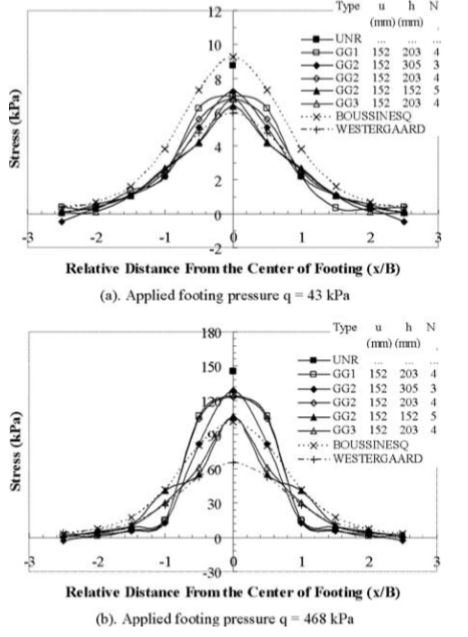 Type u h N
(mm) (mm)
UNR ... ... ...
GG1 152 203 4
GG2 152 305 3
GG2 152 203 4
GG2 152 152 5
GG3 152 203 4
BOUSSINESQ
WESTERGAARD
12
10
8
6
4
2
0
-2
-3 -2 -1 0 1 2 3
Stress (kPa)
Relative Distance From the Center of Footing (x/B)
(a). Applied footing pressure q = 43 kPa
Type u h N
(mm) (mm)
UNR ... ... ...
GG1 152 203 4
GG2 152 305 3
GG2 152 203 4
GG2 152 152 5
GG3 152 203 4
BOUSSINESQ
WESTERGAARD
180
150
120
90
60
30
0
-30
-3 -2 -1 0 1 2 3
Stress (kPa)
Relative Distance From the Center of Footing (x/B)
(b). Applied footing pressure q = 468 kPa